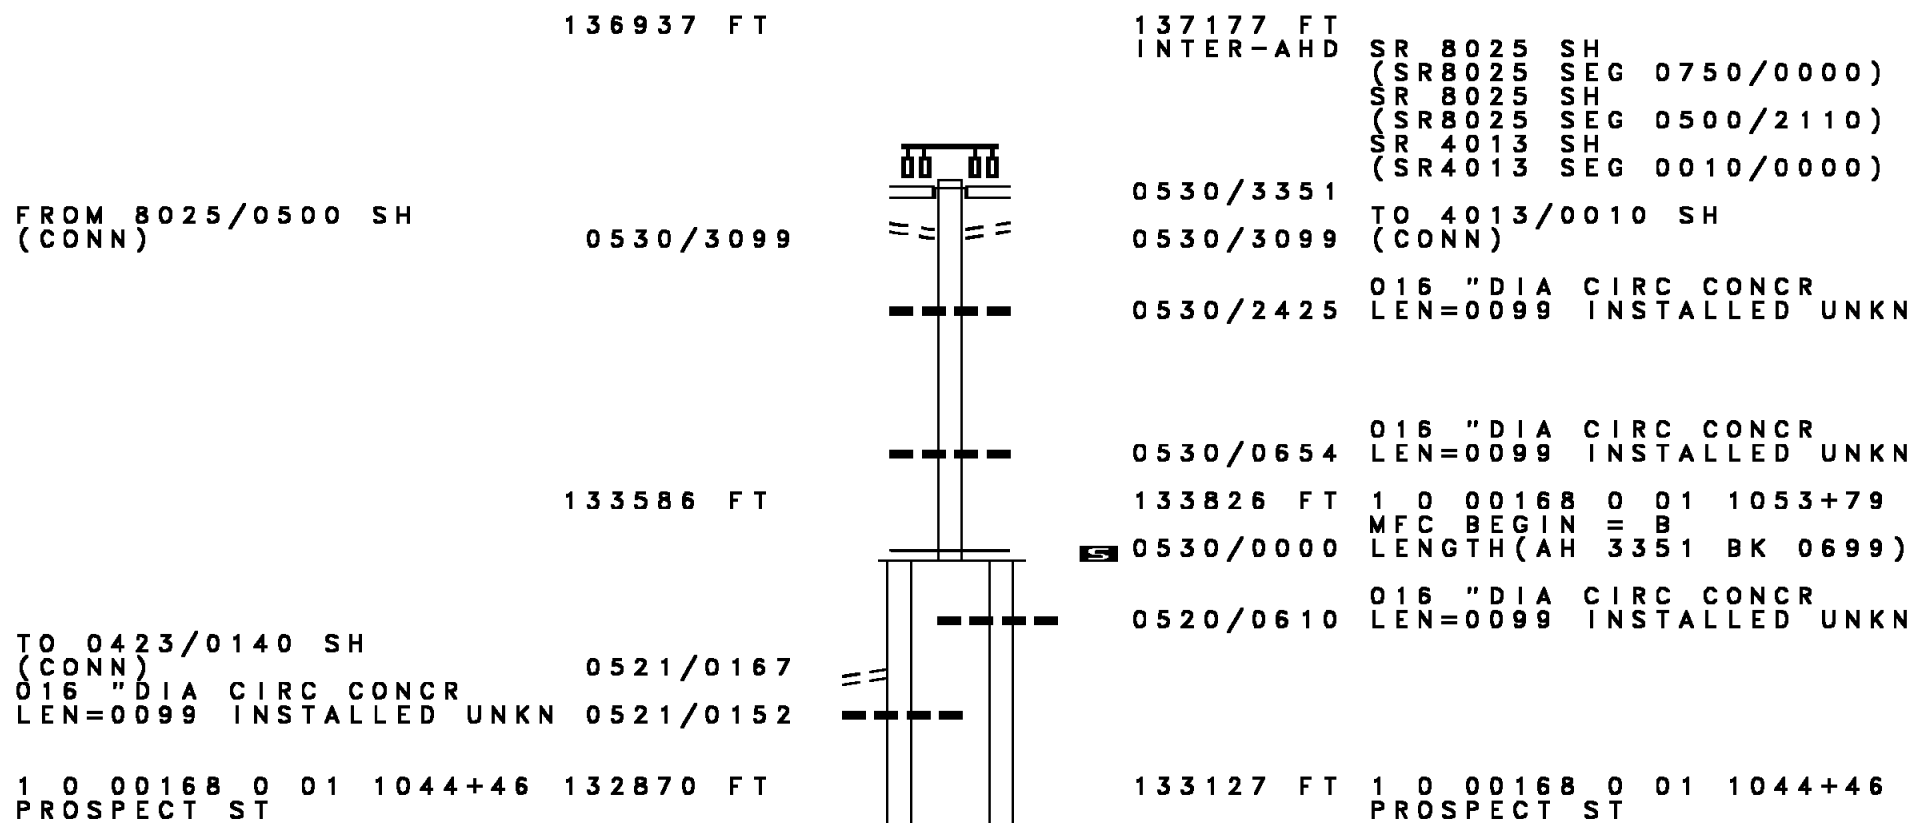 136937 FT 137177 FT
INTER-AHD SR 8025 SH
(SR8025 SEG 0750/0000)
SR 8025 SH
(SR8025 SEG 0500/2110)
SR 4013 SH
(SR4013 SEG 0010/0000)
0530/3351
FROM 8025/0500 SH TO 4013/0010 SH
(CONN) 0530/3099 0530/3099 (CONN)
016 "DIA CIRC CONCR
0530/2425 LEN=0099 INSTALLED UNKN
016 "DIA CIRC CONCR
0530/0654 LEN=0099 INSTALLED UNKN
133586 FT 133826 FT 1 0 00168 0 01 1053+79
MFC BEGIN = B
S 0530/0000 LENGTH(AH 3351 BK 0699)
016 "DIA CIRC CONCR
0520/0610 LEN=0099 INSTALLED UNKN
TO 0423/0140 SH
(CONN) 0521/0167
016 "DIA CIRC CONCR
LEN=0099 INSTALLED UNKN 0521/0152
1 0 00168 0 01 1044+46 132870 FT 133127 FT 1 0 00168 0 01 1044+46
PROSPECT ST PROSPECT ST